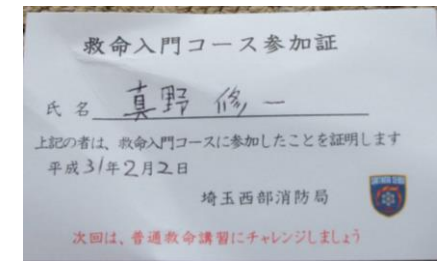 救命入門コース参加証
氏名 真野修一
上記の者は、救命入門コースに参加したことを証明します
平成31年2月2日
埼玉西部消防局
次回は、普通救命講習にチャレンジしましょう